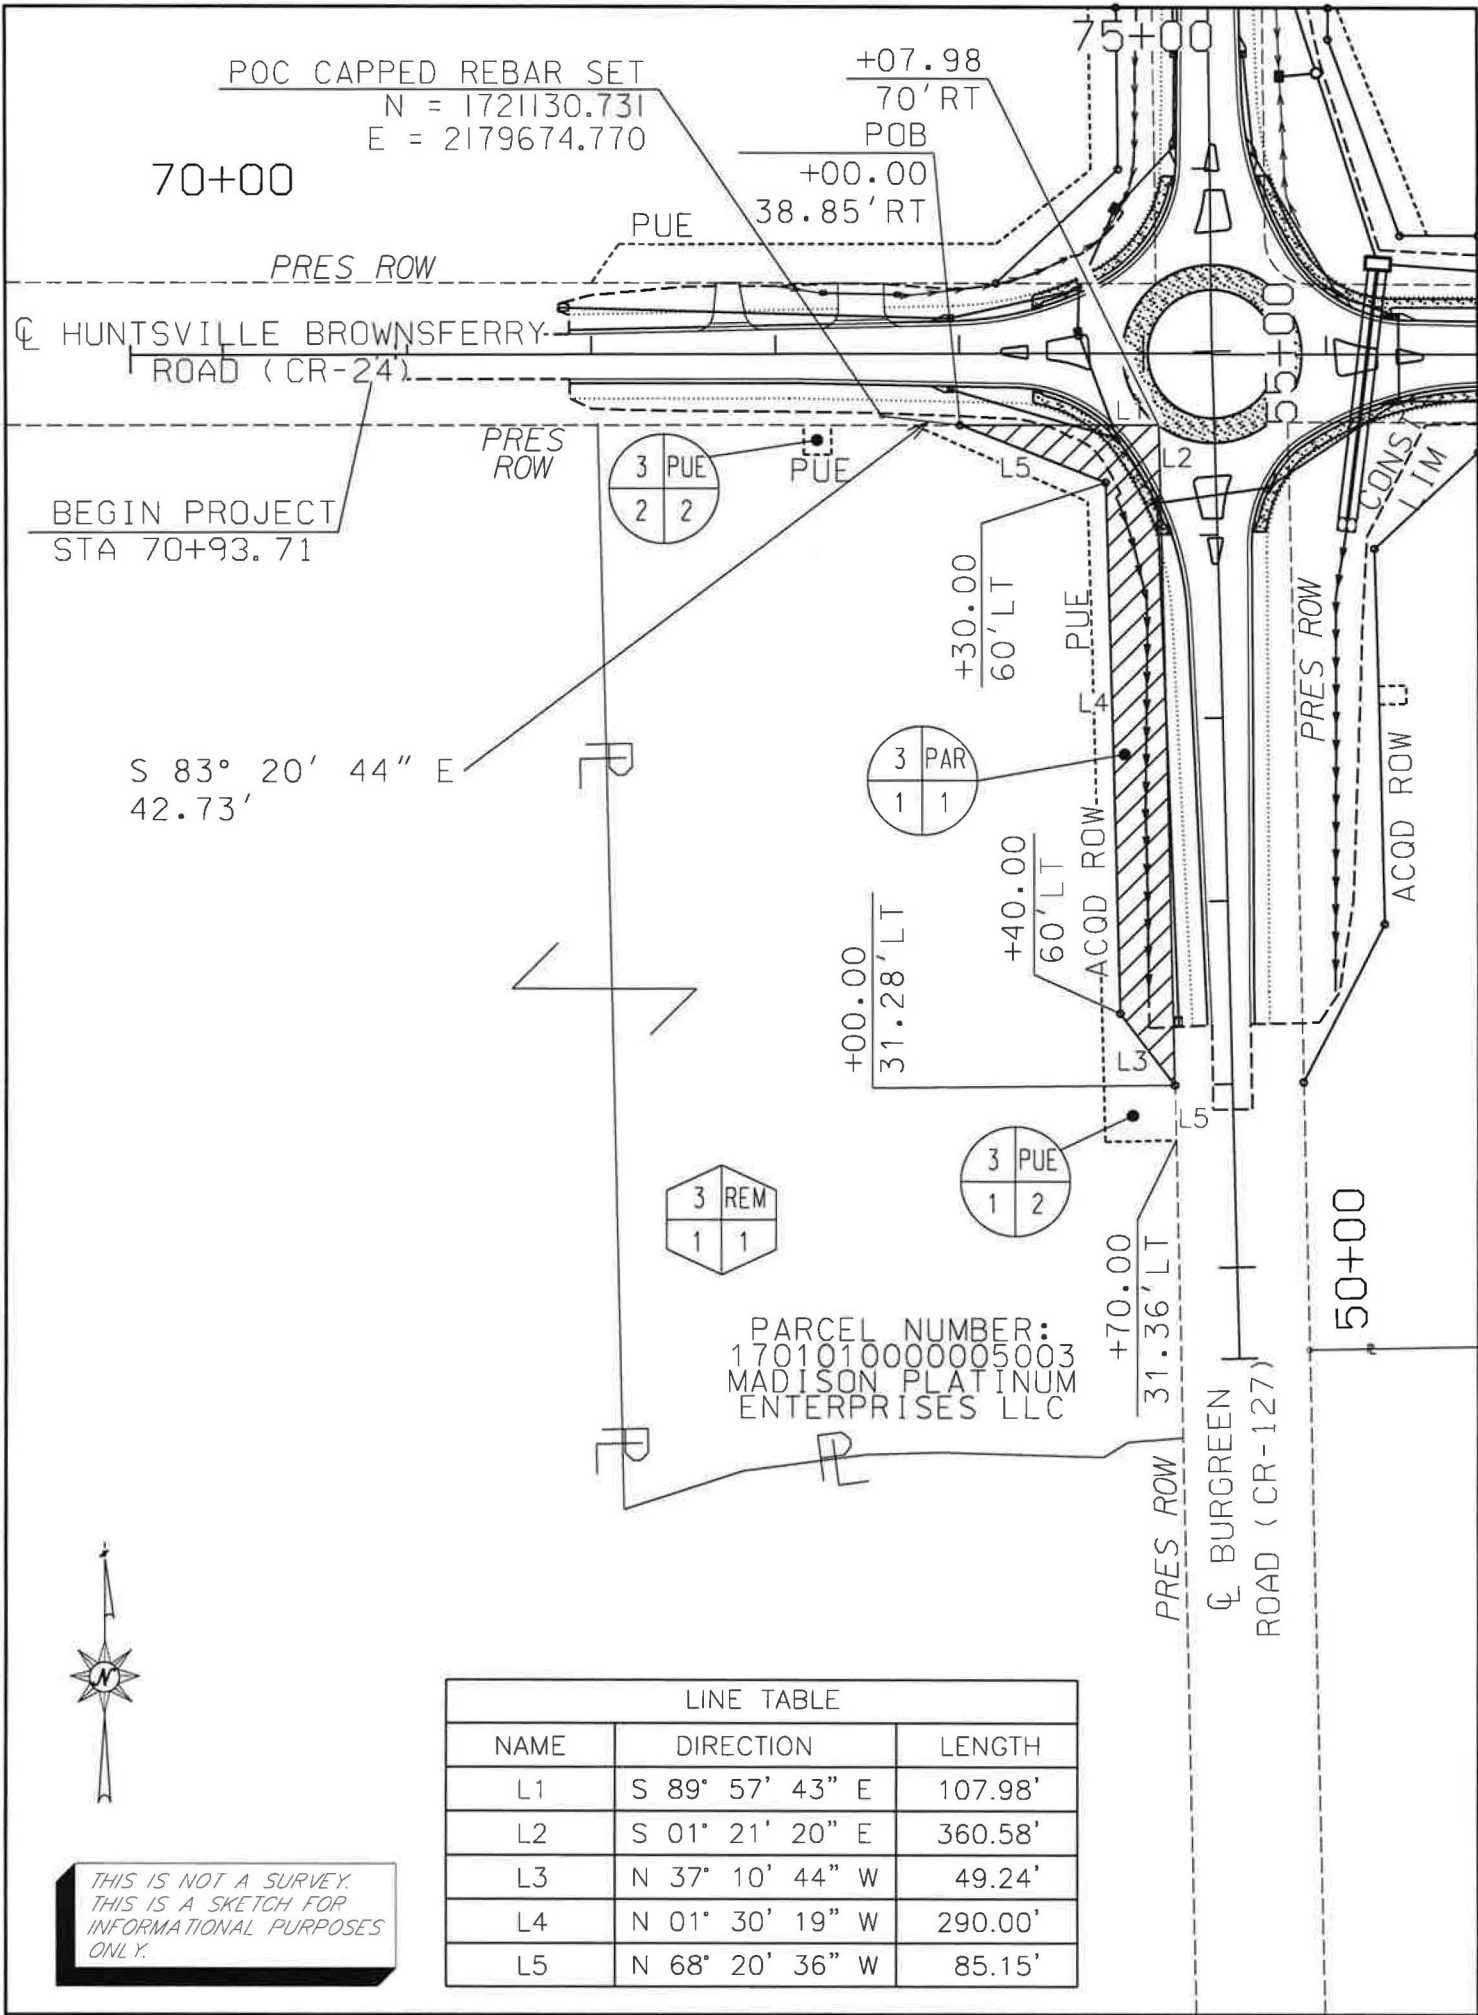 75+00
POC CAPPED REBAR SET
N = 1721130.731
E = 2179674.770
+07.98
70'RT
POB
+00.00
38.85'RT
70+00
PUE
PRES ROW
℄ HUNTSVILLE BROWNSFERRY
ROAD (CR-24)
55+00
PRES
ROW
3 PUE
2 2
PUE
L1
L2
L5
CONS
LIM
BEGIN PROJECT
STA 70+93.71
+30.00
60'LT
PUE
PRES ROW
L4
S 83° 20' 44" E
42.73'
3 PAR
1 1
ACQD ROW
+40.00
60'LT
ACQD ROW
+00.00
31.28'LT
L3
L5
3 PUE
1 2
3 REM
1 1
+70.00
31.36'LT
50+00
PARCEL NUMBER:
1701010000005003
MADISON PLATINUM
ENTERPRISES LLC
PL
PL
PL
PL
PRES ROW
℄ BURGREEN
ROAD (CR-127)
N
LINE TABLE
NAME DIRECTION LENGTH
L1 S 89° 57' 43" E 107.98'
L2 S 01° 21' 20" E 360.58'
L3 N 37° 10' 44" W 49.24'
L4 N 01° 30' 19" W 290.00'
L5 N 68° 20' 36" W 85.15'
THIS IS NOT A SURVEY.
THIS IS A SKETCH FOR
INFORMATIONAL PURPOSES
ONLY.